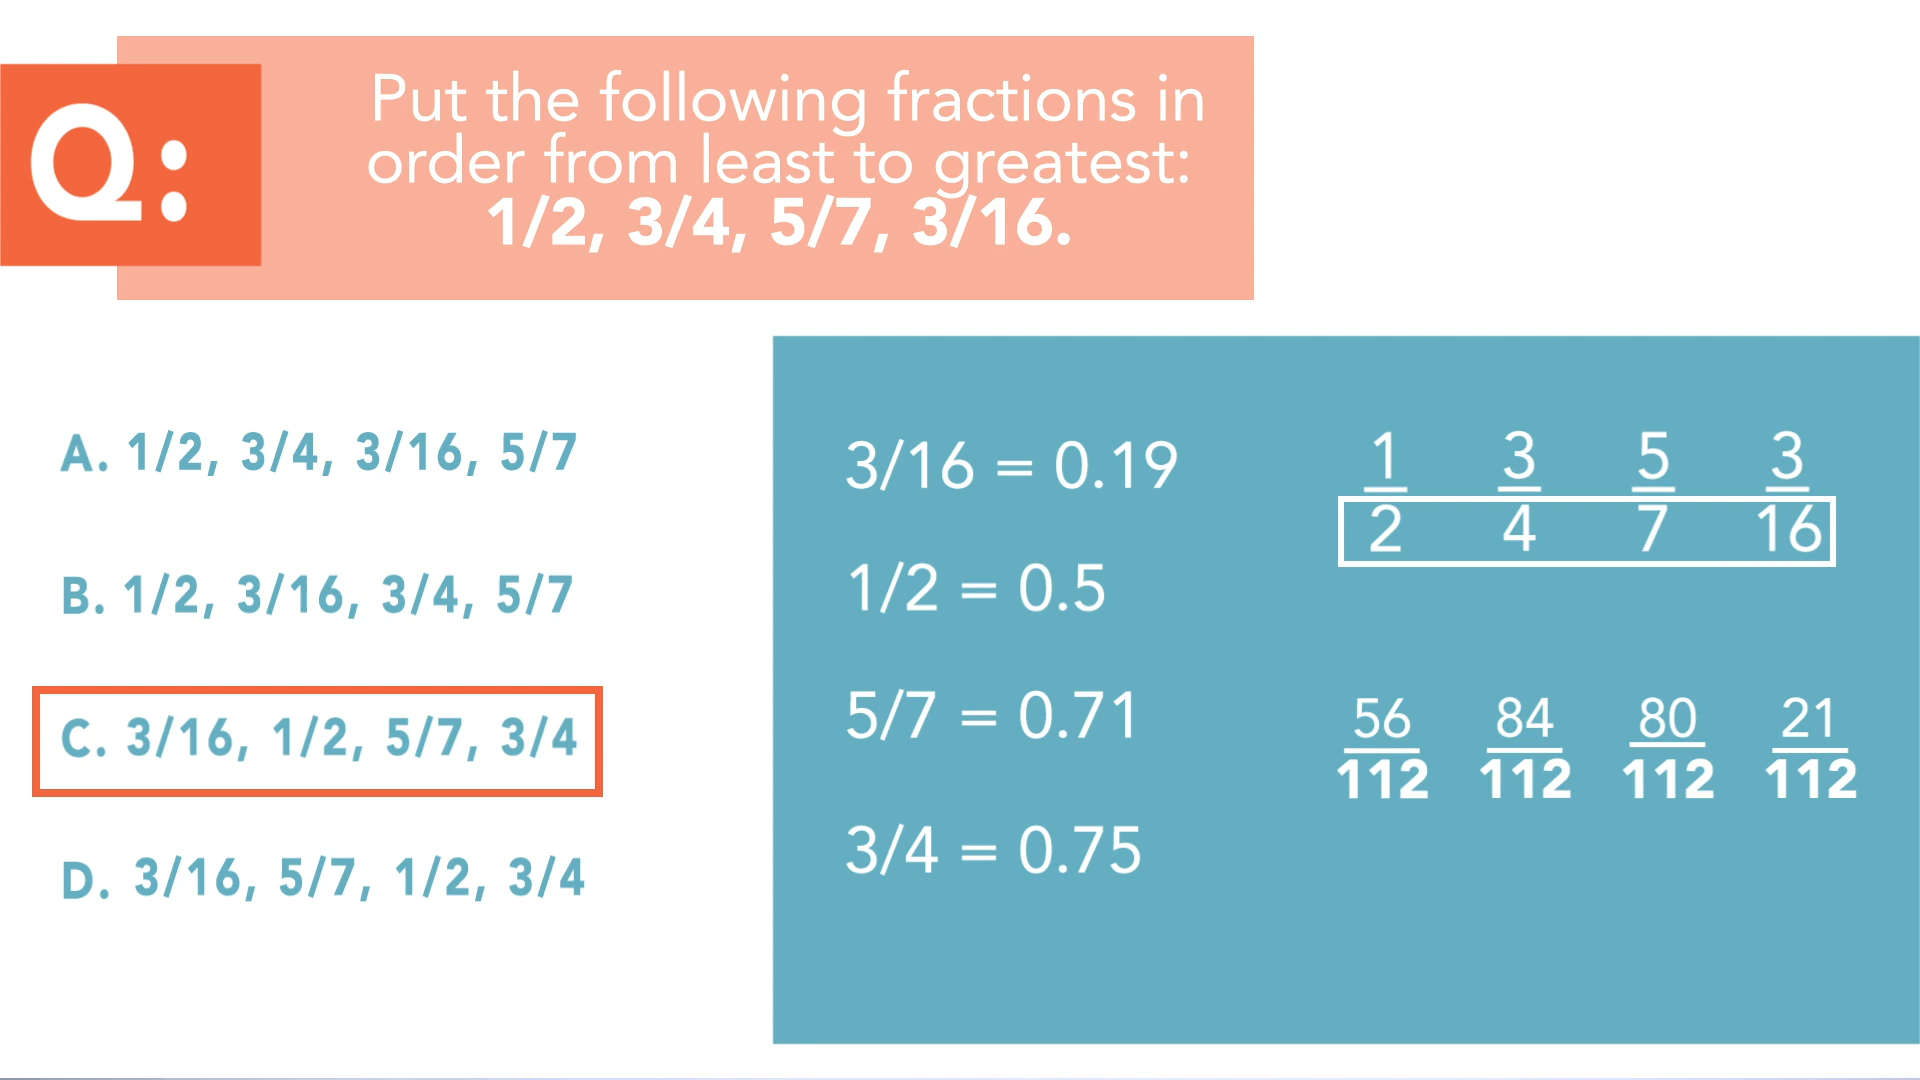 Q:
Put the following fractions in
order from least to greatest:
1/2, 3/4, 5/7, 3/16.
A. 1/2, 3/4, 3/16, 5/7
B. 1/2, 3/16, 3/4, 5/7
C. 3/16, 1/2, 5/7, 3/4
D. 3/16, 5/7, 1/2, 3/4
3/16 = 0.19
1/2 = 0.5
5/7 = 0.71
3/4 = 0.75
1 3 5 3
2 4 7 16
56 84 80 21
112 112 112 112